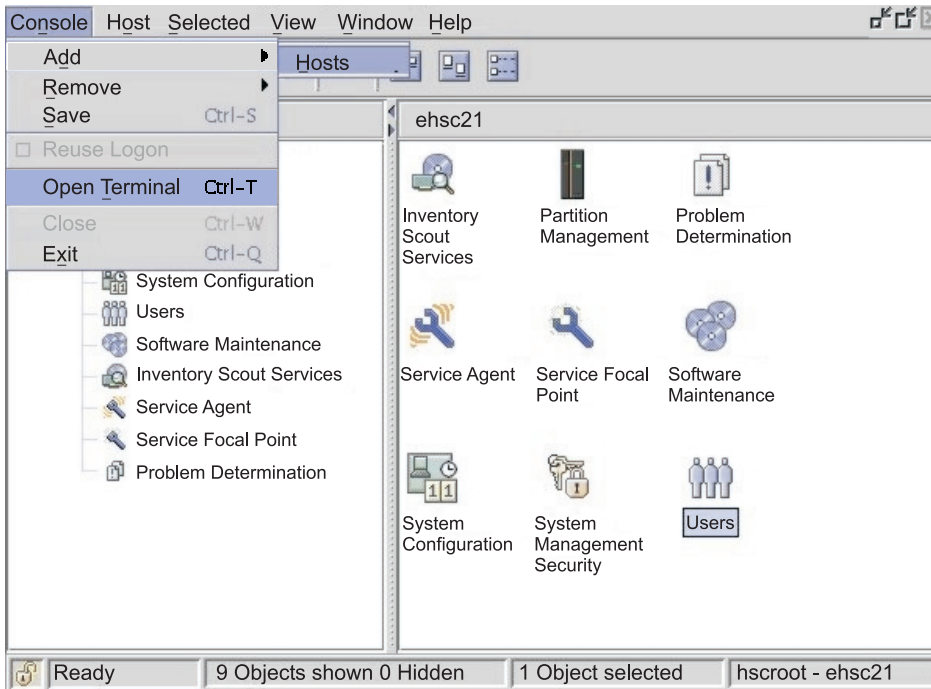 Console Host Selected View Window Help
Add
Hosts
Remove
Save Ctrl-S
Reuse Logon
Open Terminal Ctrl-T
Close Ctrl-W
Exit Ctrl-Q
System Configuration
Users
Software Maintenance
Inventory Scout Services
Service Agent
Service Focal Point
Problem Determination
ehsc21
Inventory
Scout
Services
Partition
Management
Problem
Determination
Service Agent
Service Focal
Point
Software
Maintenance
System
Configuration
System
Management
Security
Users
Ready
9 Objects shown 0 Hidden
1 Object selected
hscroot - ehsc21